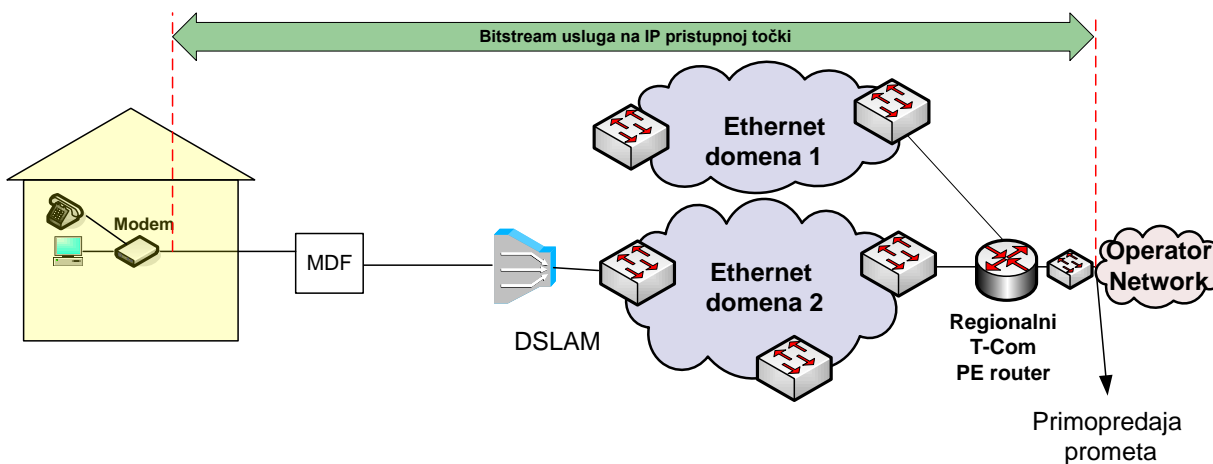 Bitstream usluga na IP pristupnoj točki
Ethernet
domena 1
Modem
MDF
DSLAM
Ethernet
domena 2
Regionalni
T-Com
PE router
Operator
Network
Primopredaja
prometa